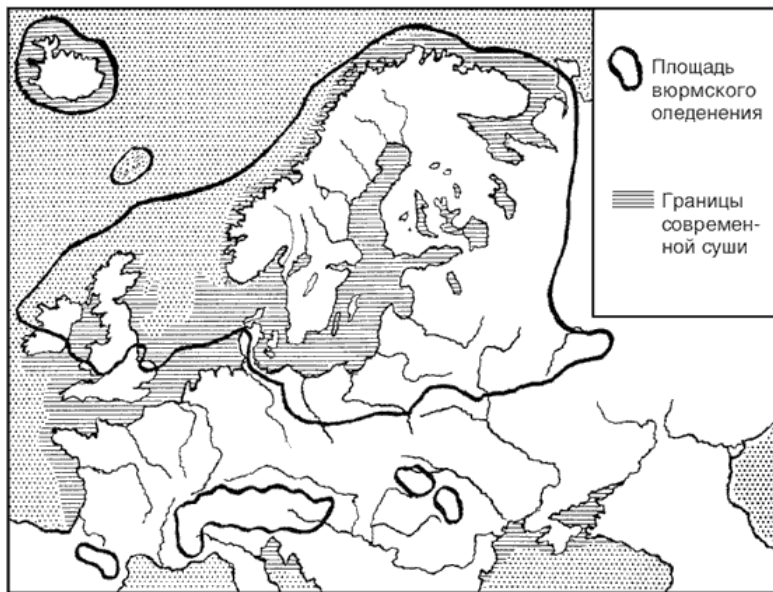 Площадь
вюрмского
оледенения
Границы
современ-
ной суши